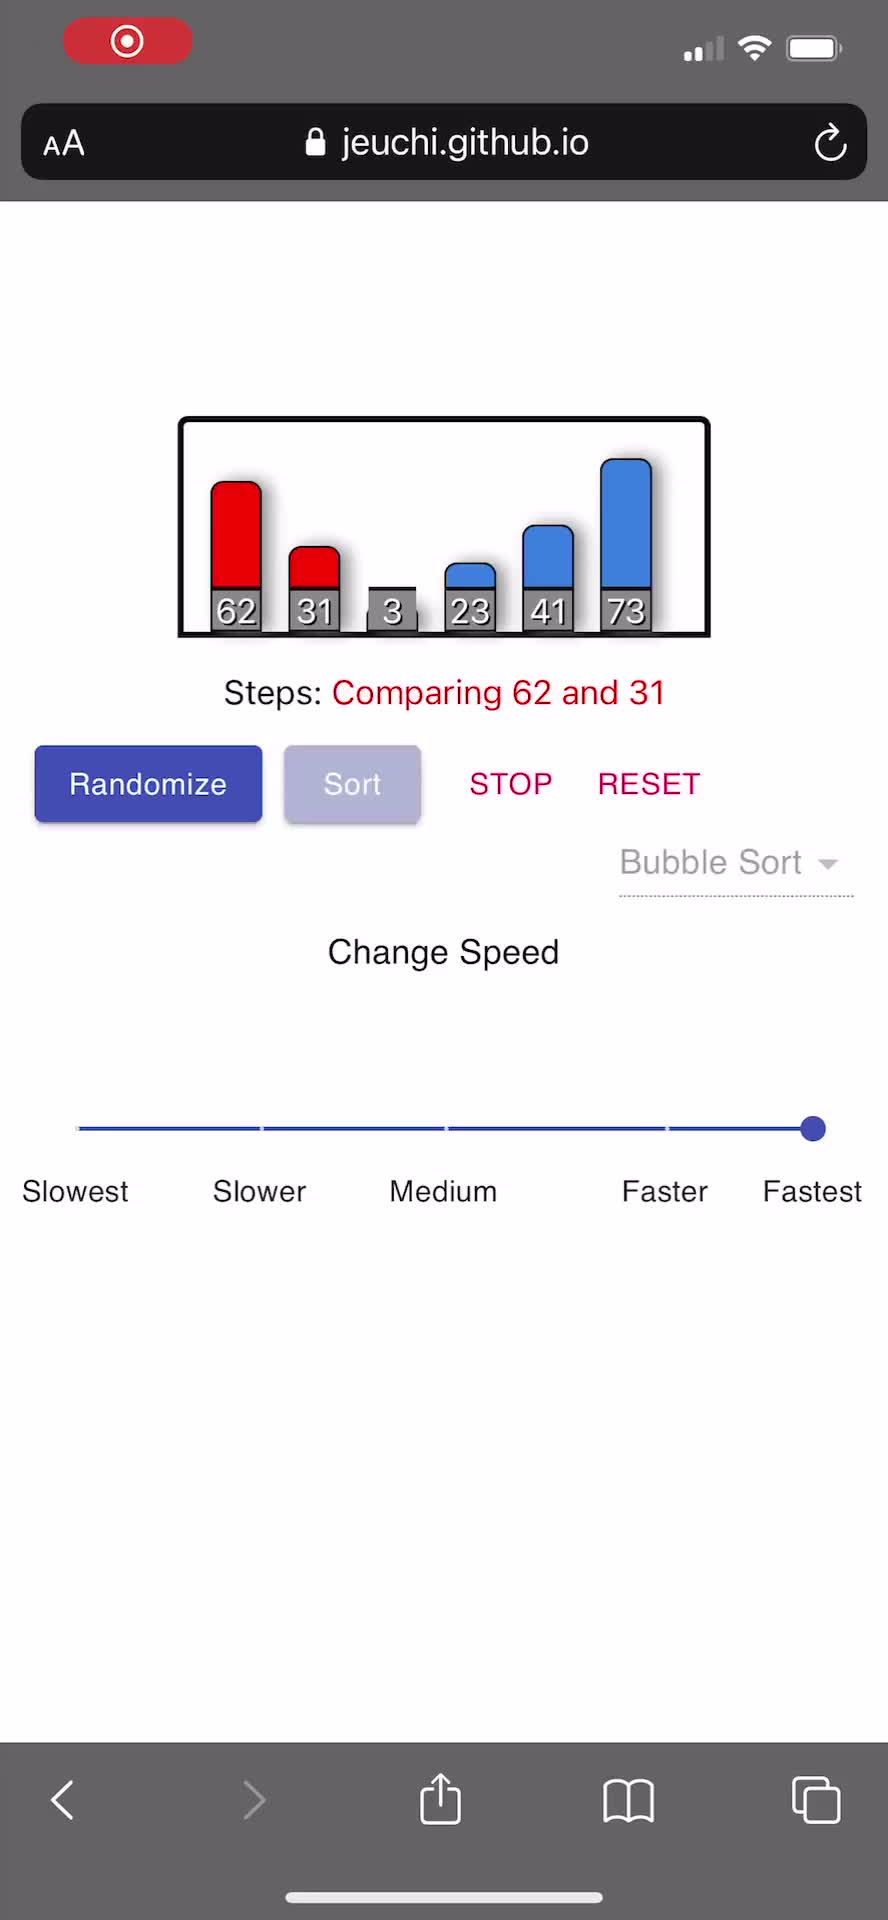 AA jeuchi.github.io
62 31 3 23 41 73
Steps: Comparing 62 and 31
Randomize Sort STOP RESET
Bubble Sort
Change Speed
Slowest Slower Medium Faster Fastest